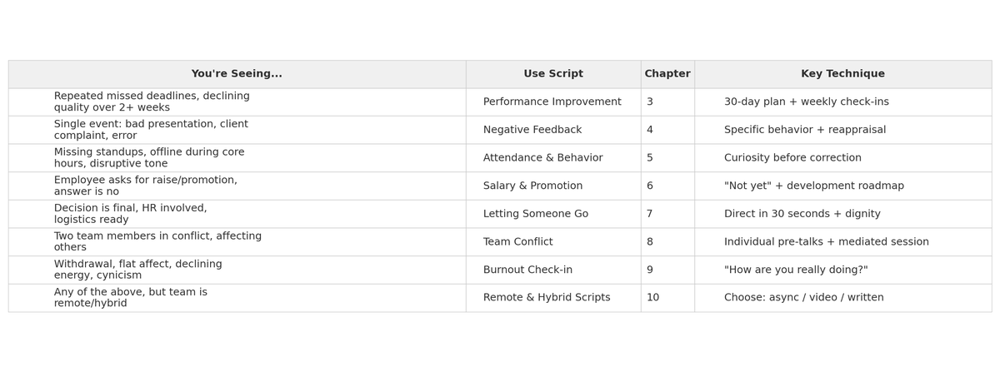 You're Seeing... Use Script Chapter Key Technique
Repeated missed deadlines, declining
quality over 2+ weeks
Performance Improvement 3 30-day plan + weekly check-ins
Single event: bad presentation, client
complaint, error
Negative Feedback 4 Specific behavior + reappraisal
Missing standups, offline during core
hours, disruptive tone
Attendance & Behavior 5 Curiosity before correction
Employee asks for raise/promotion,
answer is no
Salary & Promotion 6 "Not yet" + development roadmap
Decision is final, HR involved,
logistics ready
Letting Someone Go 7 Direct in 30 seconds + dignity
Two team members in conflict, affecting
others
Team Conflict 8 Individual pre-talks + mediated session
Withdrawal, flat affect, declining
energy, cynicism
Burnout Check-in 9 "How are you really doing?"
Any of the above, but team is
remote/hybrid
Remote & Hybrid Scripts 10 Choose: async / video / written